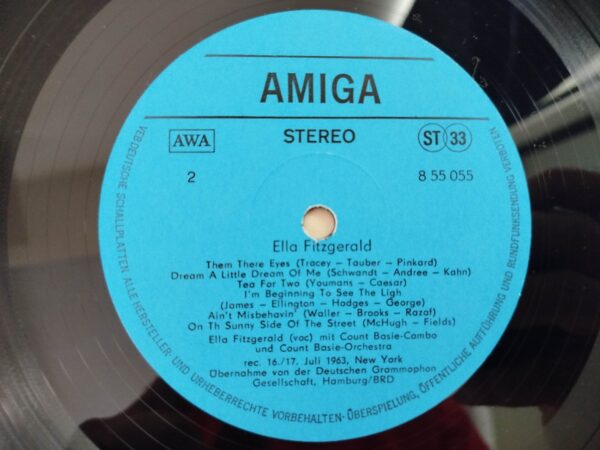 AMIGA
AWA
STEREO
ST 33
2
8 55 055
Ella Fitzgerald
Them There Eyes (Tracey – Tauber – Pinkard)
Dream A Little Dream Of Me (Schwandt – Andree – Kahn)
Tea For Two (Youmans – Caesar)
I'm Beginning To See The Ligh
(James – Ellington – Hodges – George)
Ain't Misbehavin' (Waller – Brooks – Razaf)
On Th Sunny Side Of The Street (McHugh – Fields)
Ella Fitzgerald (voc) mit Count Basie-Combo
und Count Basie-Orchestra
rec. 16./17. Juli 1963, New York
Übernahme von der Deutschen Grammophon
Gesellschaft, Hamburg/BRD
VEB DEUTSCHE SCHALLPLATTEN. ALLE HERSTELLER- UND URHEBERRECHTE VORBEHALTEN · ÜBERSPIELUNG, ÖFFENTLICHE AUFFÜHRUNG UND RUNDFUNKSENDUNG VERBOTEN